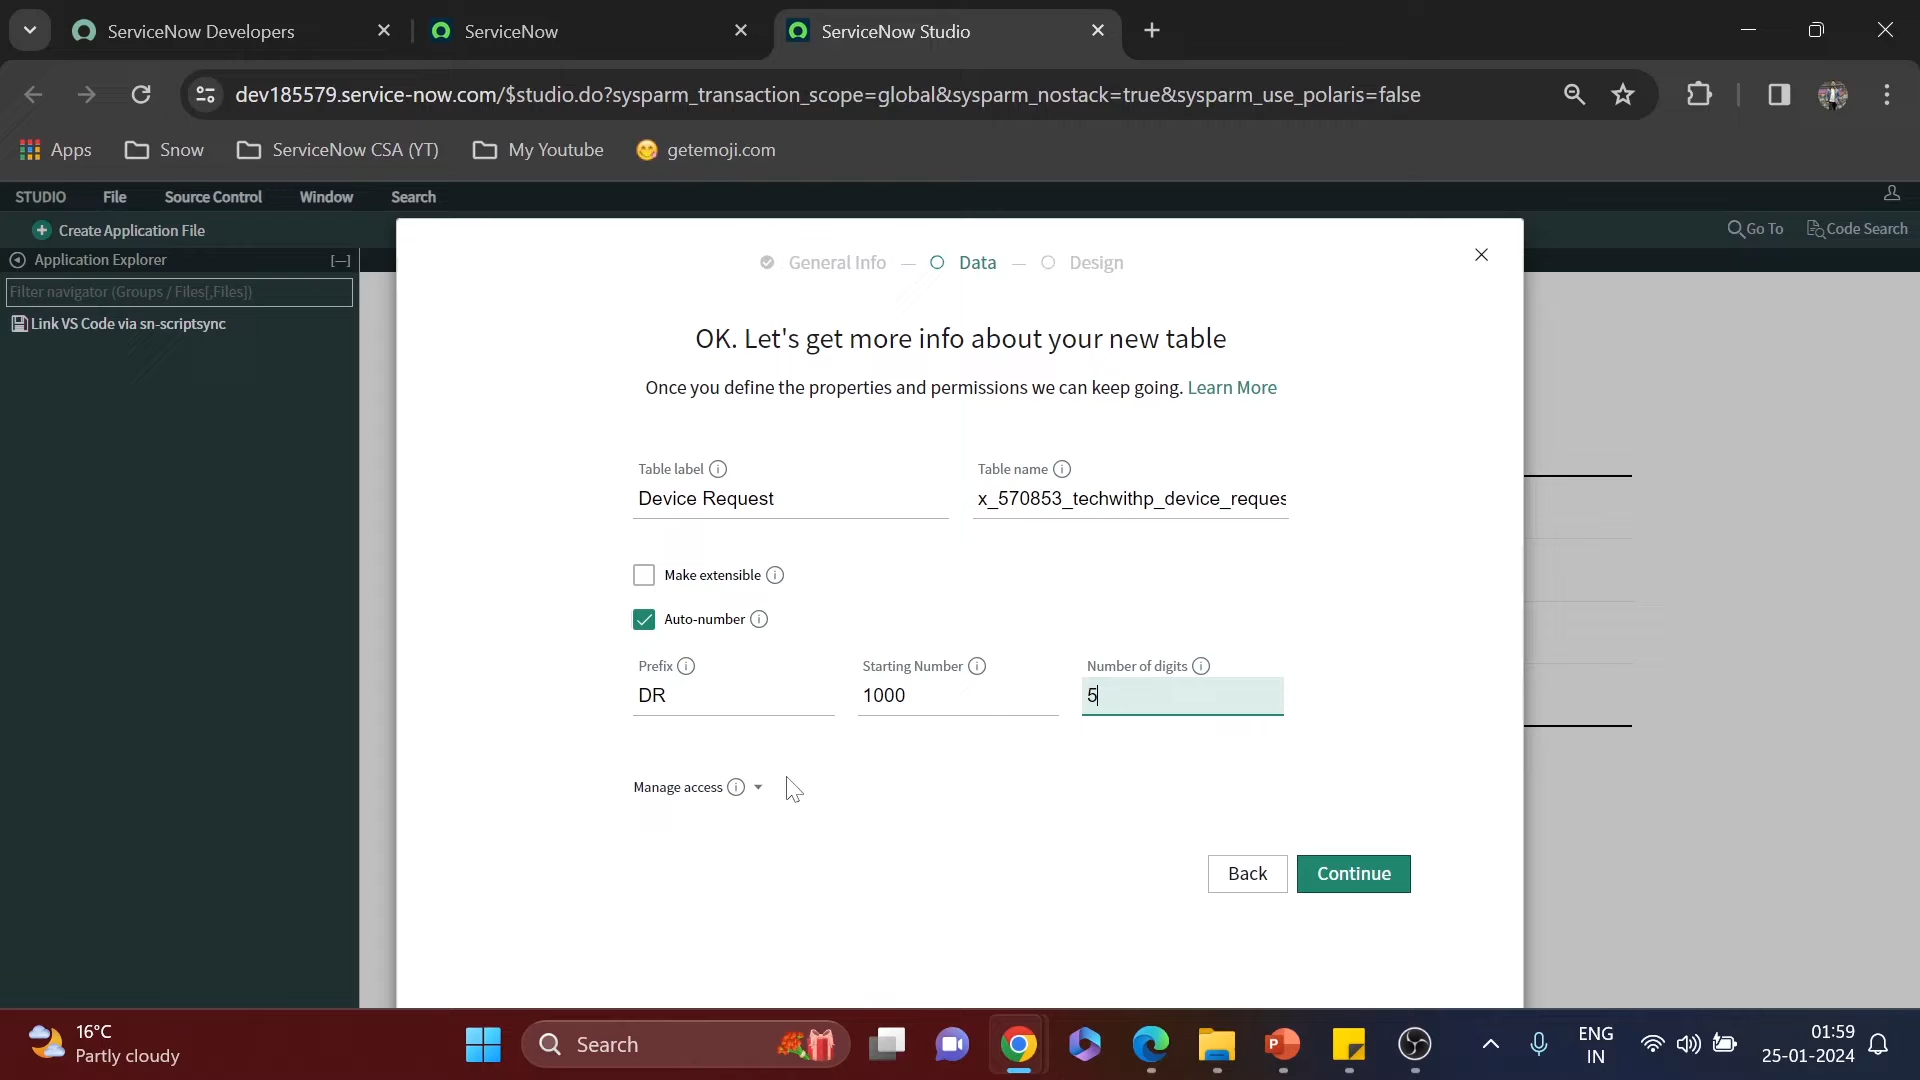 ServiceNow Developers
ServiceNow
ServiceNow Studio
dev185579.service-now.com/$studio.do?sysparm_transaction_scope=global&sysparm_nostack=true&sysparm_use_polaris=false
Apps
Snow
ServiceNow CSA (YT)
My Youtube
getemoji.com
STUDIO
File
Source Control
Window
Search
Create Application File
Go To
Code Search
Application Explorer
[—]
Filter navigator (Groups / Files[,Files])
Link VS Code via sn-scriptsync
General Info
Data
Design
OK. Let's get more info about your new table
Once you define the properties and permissions we can keep going. Learn More
Table label
Table name
Device Request
x_570853_techwithp_device_reques
Make extensible
Auto-number
Prefix
Starting Number
Number of digits
DR
1000
5
Manage access
Back
Continue
16°C
Partly cloudy
Search
ENG
IN
01:59
25-01-2024